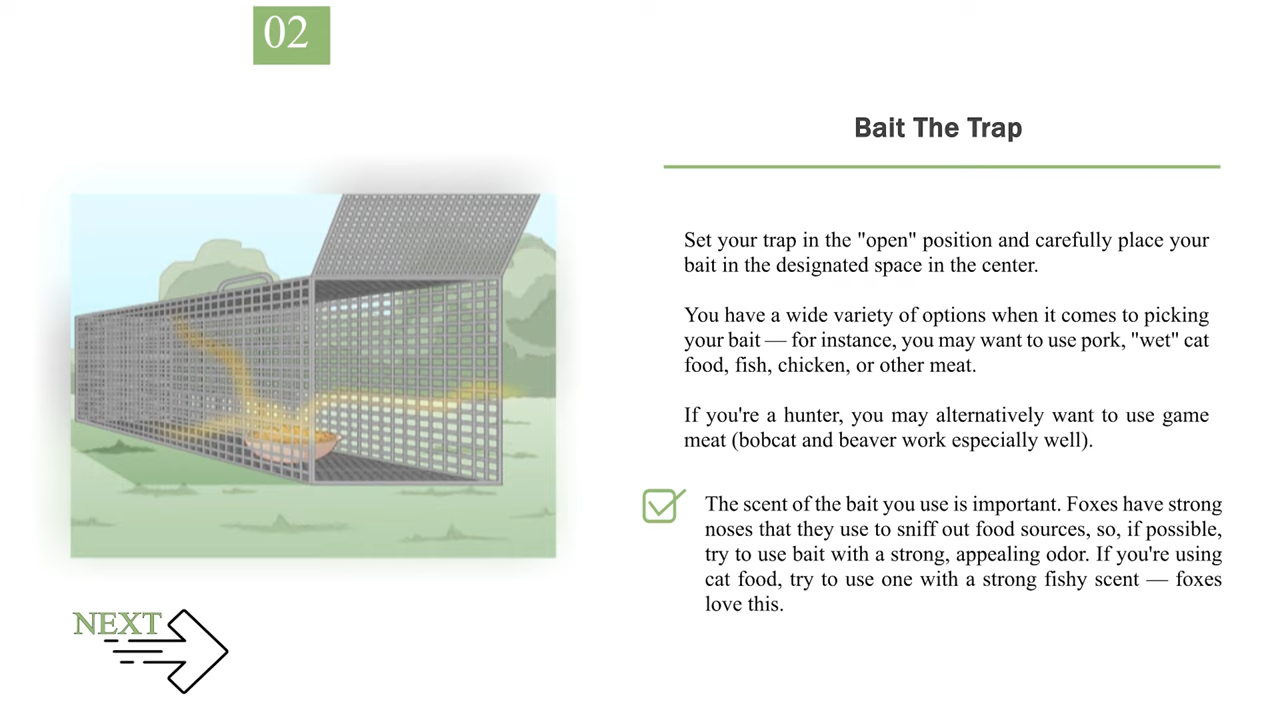 02
Bait The Trap
Set your trap in the "open" position and carefully place your
bait in the designated space in the center.
You have a wide variety of options when it comes to picking
your bait — for instance, you may want to use pork, "wet" cat
food, fish, chicken, or other meat.
If you're a hunter, you may alternatively want to use game
meat (bobcat and beaver work especially well).
The scent of the bait you use is important. Foxes have strong
noses that they use to sniff out food sources, so, if possible,
try to use bait with a strong, appealing odor. If you're using
cat food, try to use one with a strong fishy scent — foxes
love this.
NEXT